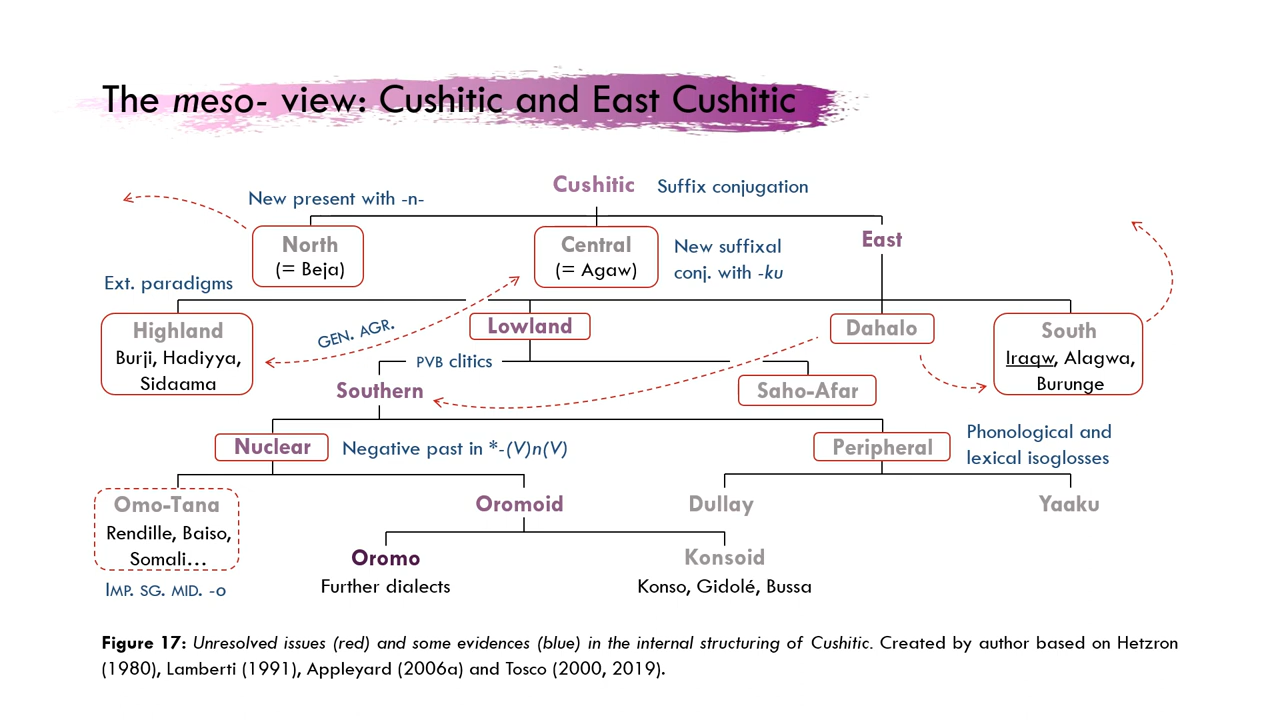 The meso- view: Cushitic and East Cushitic
Cushitic
Suffix conjugation
New present with -n-
North
(= Beja)
Central
(= Agaw)
New suffixal
conj. with -ku
East
Ext. paradigms
Highland
Burji, Hadiyya,
Sidaama
GEN. AGR.
Lowland
Dahalo
South
Iraqw, Alagwa,
Burunge
PVB clitics
Southern
Saho-Afar
Nuclear
Negative past in *-(V)n(V)
Peripheral
Phonological and
lexical isoglosses
Omo-Tana
Rendille, Baiso,
Somali…
IMP. SG. MID. -o
Oromoid
Dullay
Yaaku
Oromo
Further dialects
Konsoid
Konso, Gidolé, Bussa
Figure 17: Unresolved issues (red) and some evidences (blue) in the internal structuring of Cushitic. Created by author based on Hetzron
(1980), Lamberti (1991), Appleyard (2006a) and Tosco (2000, 2019).